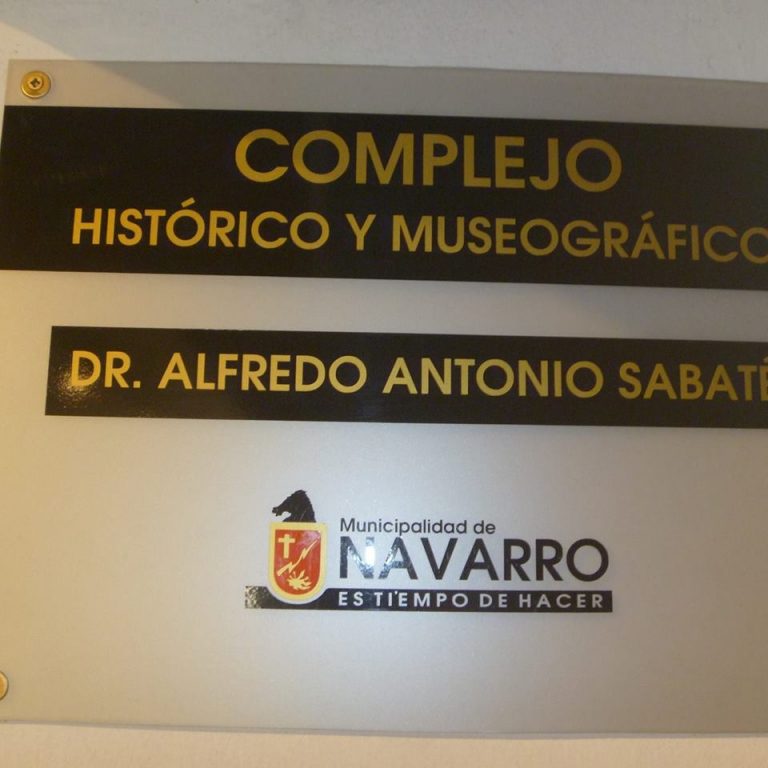 COMPLEJO
HISTÓRICO Y MUSEOGRÁFICO
DR. ALFREDO ANTONIO SABATÉ
Municipalidad de
NAVARRO
ES TIEMPO DE HACER